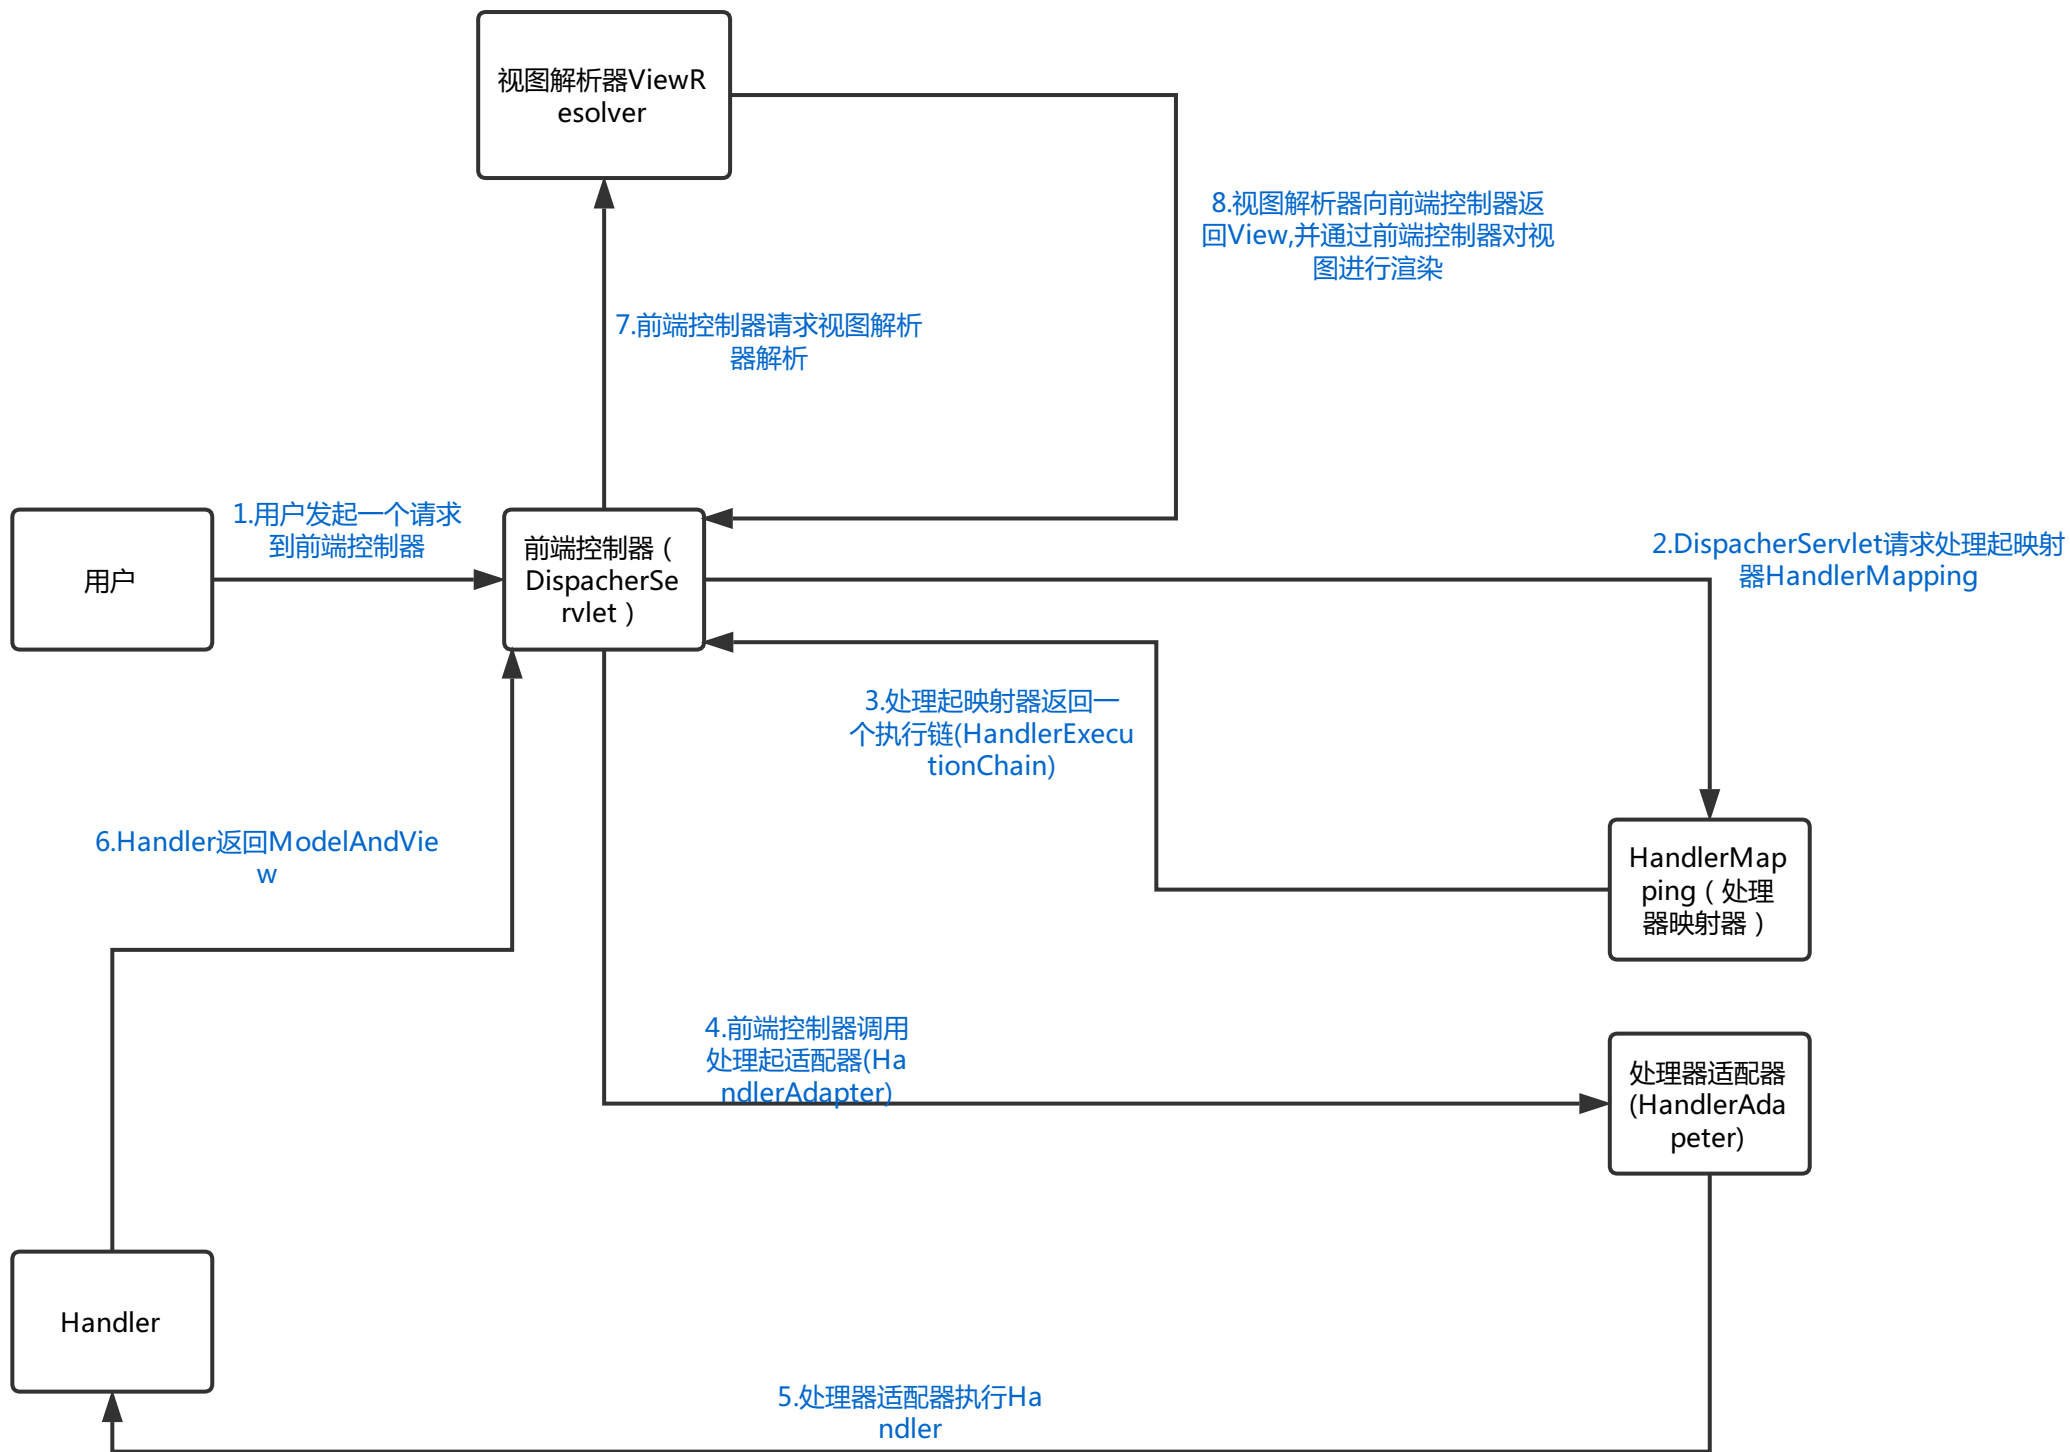 视图解析器ViewR
esolver
8.视图解析器向前端控制器返
回View,并通过前端控制器对视
图进行渲染
7.前端控制器请求视图解析
器解析
1.用户发起一个请求
到前端控制器
用户
前端控制器（
DispacherSe
rvlet）
2.DispacherServlet请求处理起映射
器HandlerMapping
3.处理起映射器返回一
个执行链(HandlerExecu
tionChain)
6.Handler返回ModelAndVie
w
HandlerMap
ping（处理
器映射器）
4.前端控制器调用
处理起适配器(Ha
ndlerAdapter)
处理器适配器
(HandlerAda
peter)
Handler
5.处理器适配器执行Ha
ndler